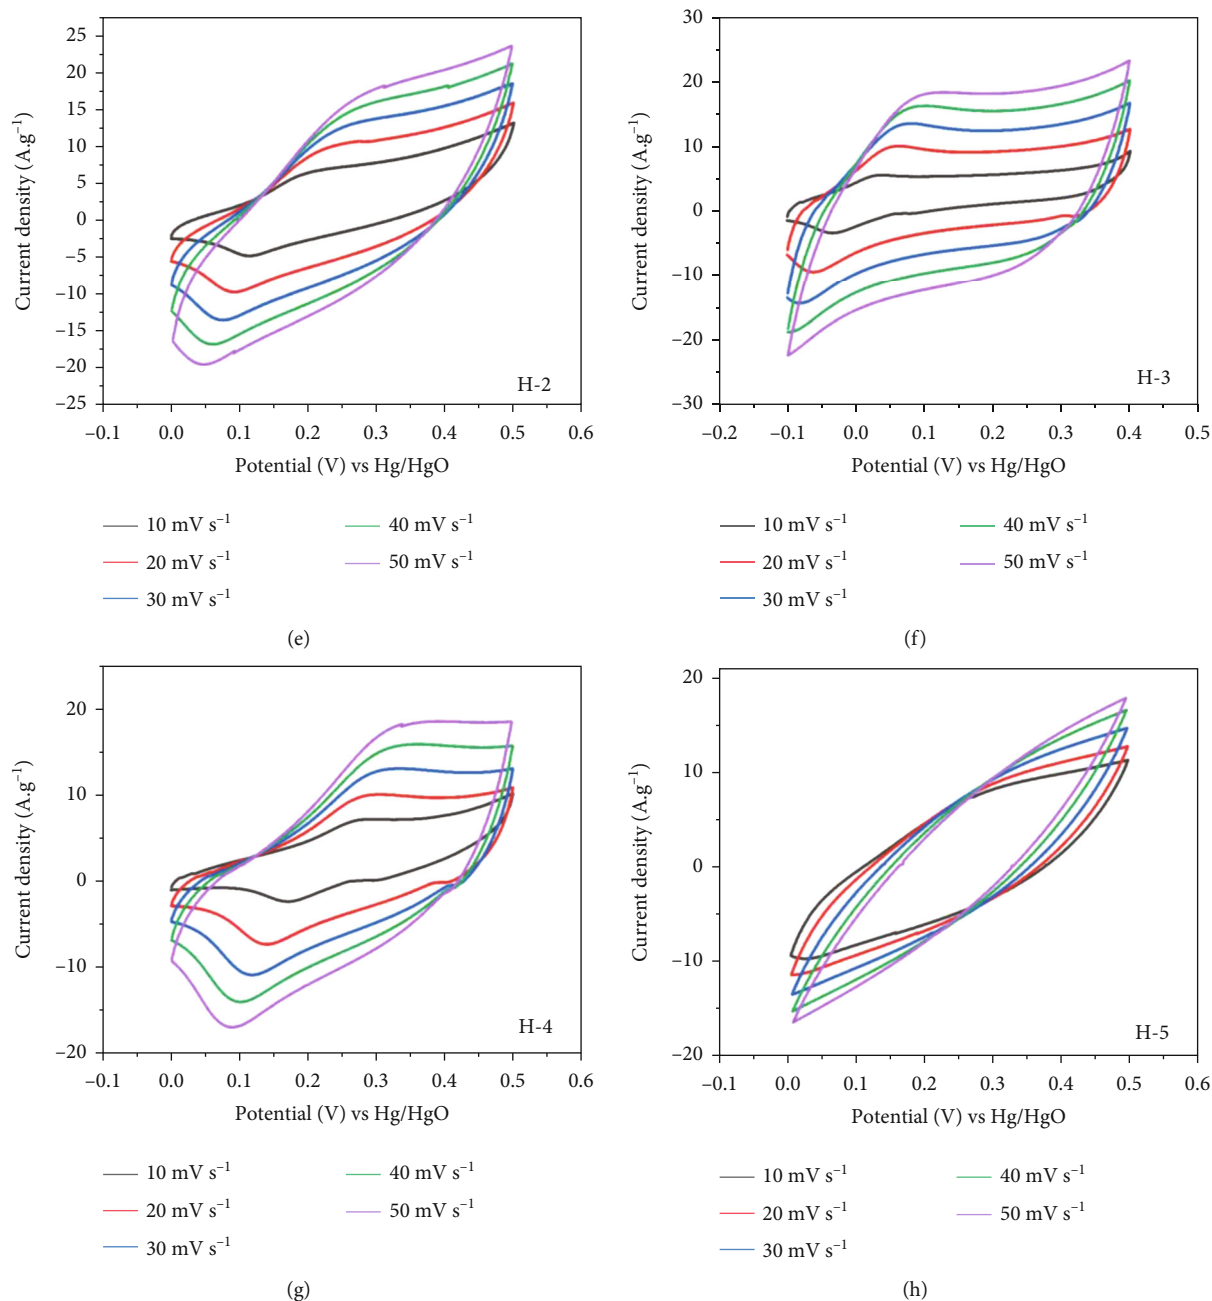 25
20
15
10
5
0
–5
–10
–15
–20
–25
Current density (A.g⁻¹)
H-2
–0.1 0.0 0.1 0.2 0.3 0.4 0.5 0.6
Potential (V) vs Hg/HgO
10 mV s⁻¹ 40 mV s⁻¹
20 mV s⁻¹ 50 mV s⁻¹
30 mV s⁻¹
(e)
30
20
10
0
–10
–20
–30
Current density (A.g⁻¹)
H-3
–0.2 –0.1 0.0 0.1 0.2 0.3 0.4 0.5
Potential (V) vs Hg/HgO
10 mV s⁻¹ 40 mV s⁻¹
20 mV s⁻¹ 50 mV s⁻¹
30 mV s⁻¹
(f)
20
10
0
–10
–20
Current density (A.g⁻¹)
H-4
–0.1 0.0 0.1 0.2 0.3 0.4 0.5 0.6
Potential (V) vs Hg/HgO
10 mV s⁻¹ 40 mV s⁻¹
20 mV s⁻¹ 50 mV s⁻¹
30 mV s⁻¹
(g)
20
10
0
–10
–20
Current density (A.g⁻¹)
H-5
–0.1 0.0 0.1 0.2 0.3 0.4 0.5 0.6
Potential (V) vs Hg/HgO
10 mV s⁻¹ 40 mV s⁻¹
20 mV s⁻¹ 50 mV s⁻¹
30 mV s⁻¹
(h)